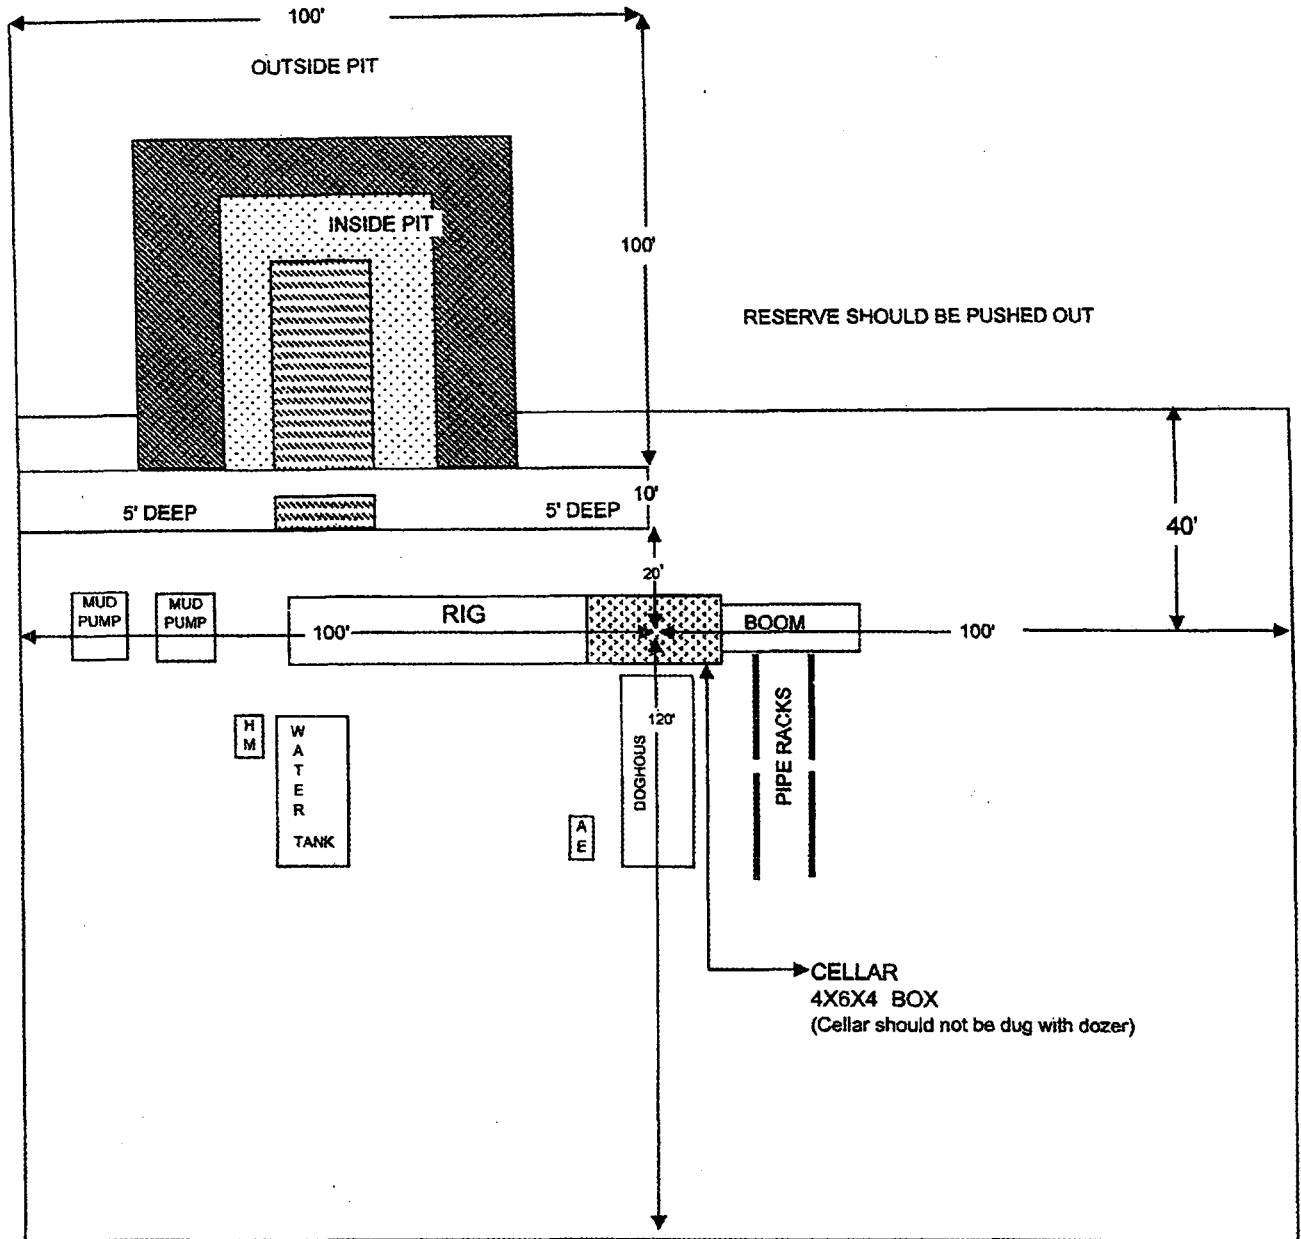 100'
OUTSIDE PIT
INSIDE PIT
100'
RESERVE SHOULD BE PUSHED OUT
10'
5' DEEP
5' DEEP
40'
20'
MUD
PUMP
MUD
PUMP
RIG
BOOM
100'
100'
H
M
W
A
T
E
R
TANK
120'
DOGHOUS
PIPE RACKS
A
E
CELLAR
4X6X4 BOX
(Cellar should not be dug with dozer)